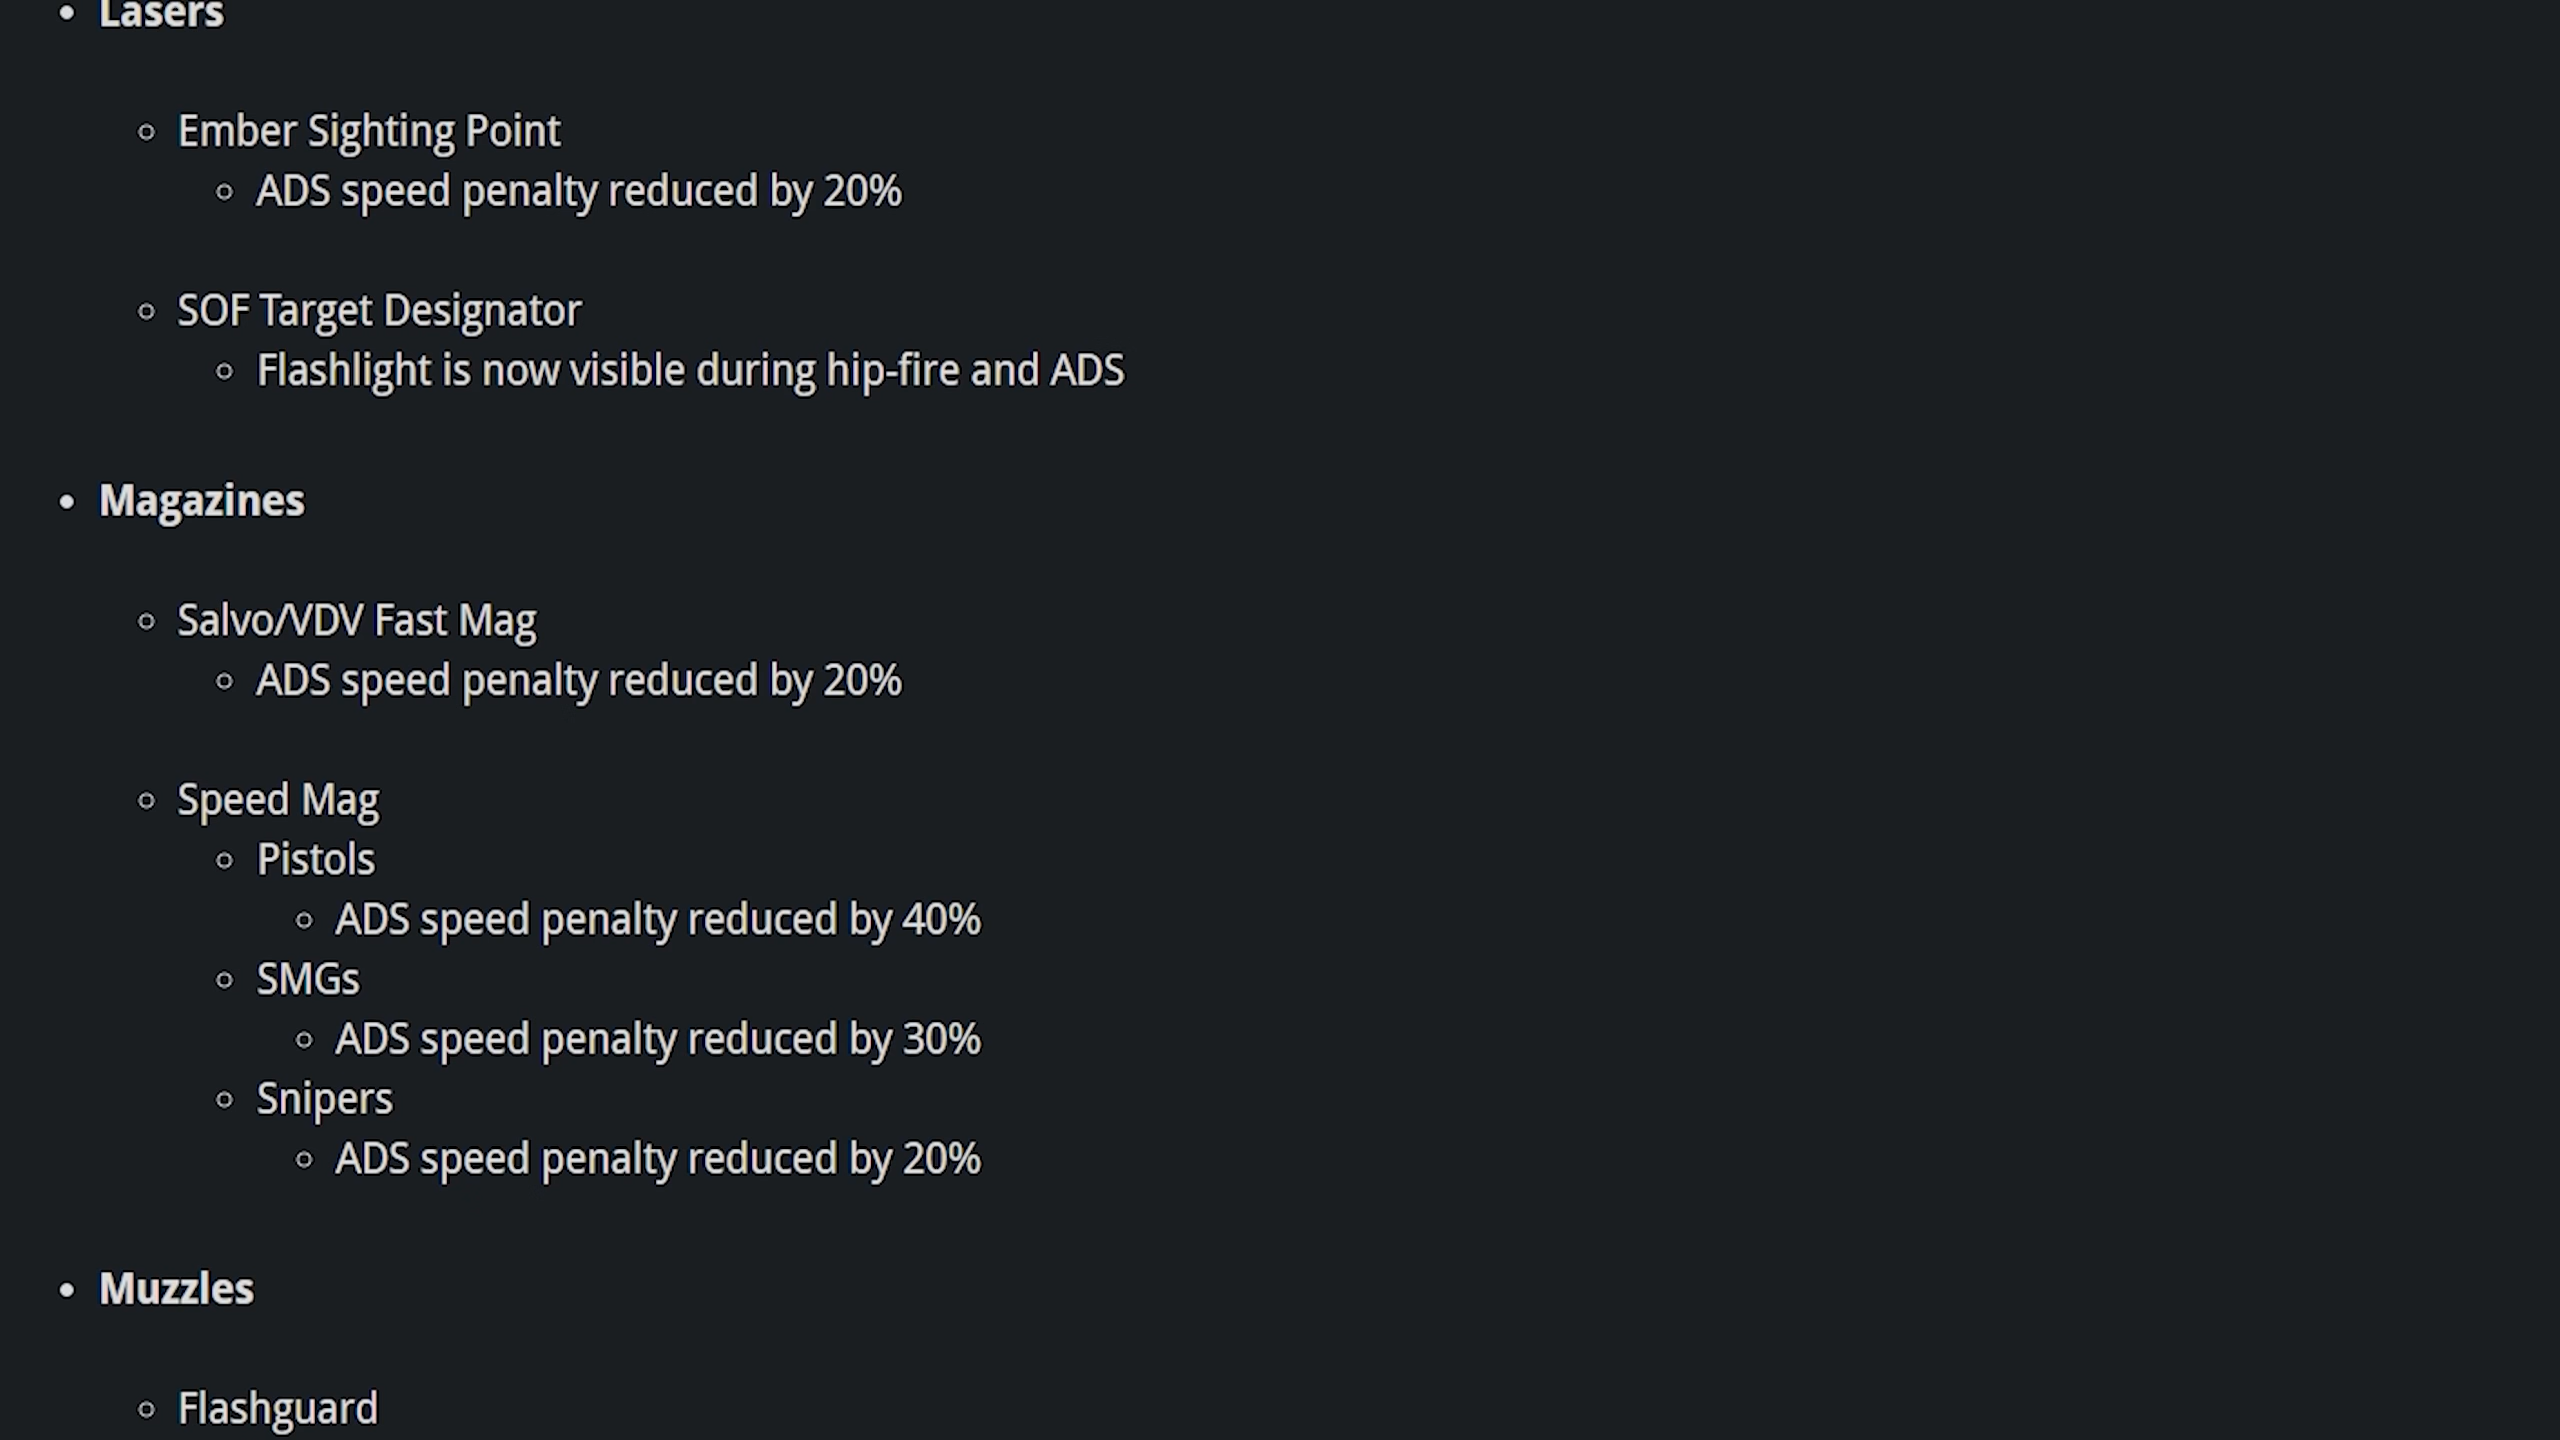 Lasers
Ember Sighting Point
ADS speed penalty reduced by 20%
SOF Target Designator
Flashlight is now visible during hip-fire and ADS
Magazines
Salvo/VDV Fast Mag
ADS speed penalty reduced by 20%
Speed Mag
Pistols
ADS speed penalty reduced by 40%
SMGs
ADS speed penalty reduced by 30%
Snipers
ADS speed penalty reduced by 20%
Muzzles
Flashguard